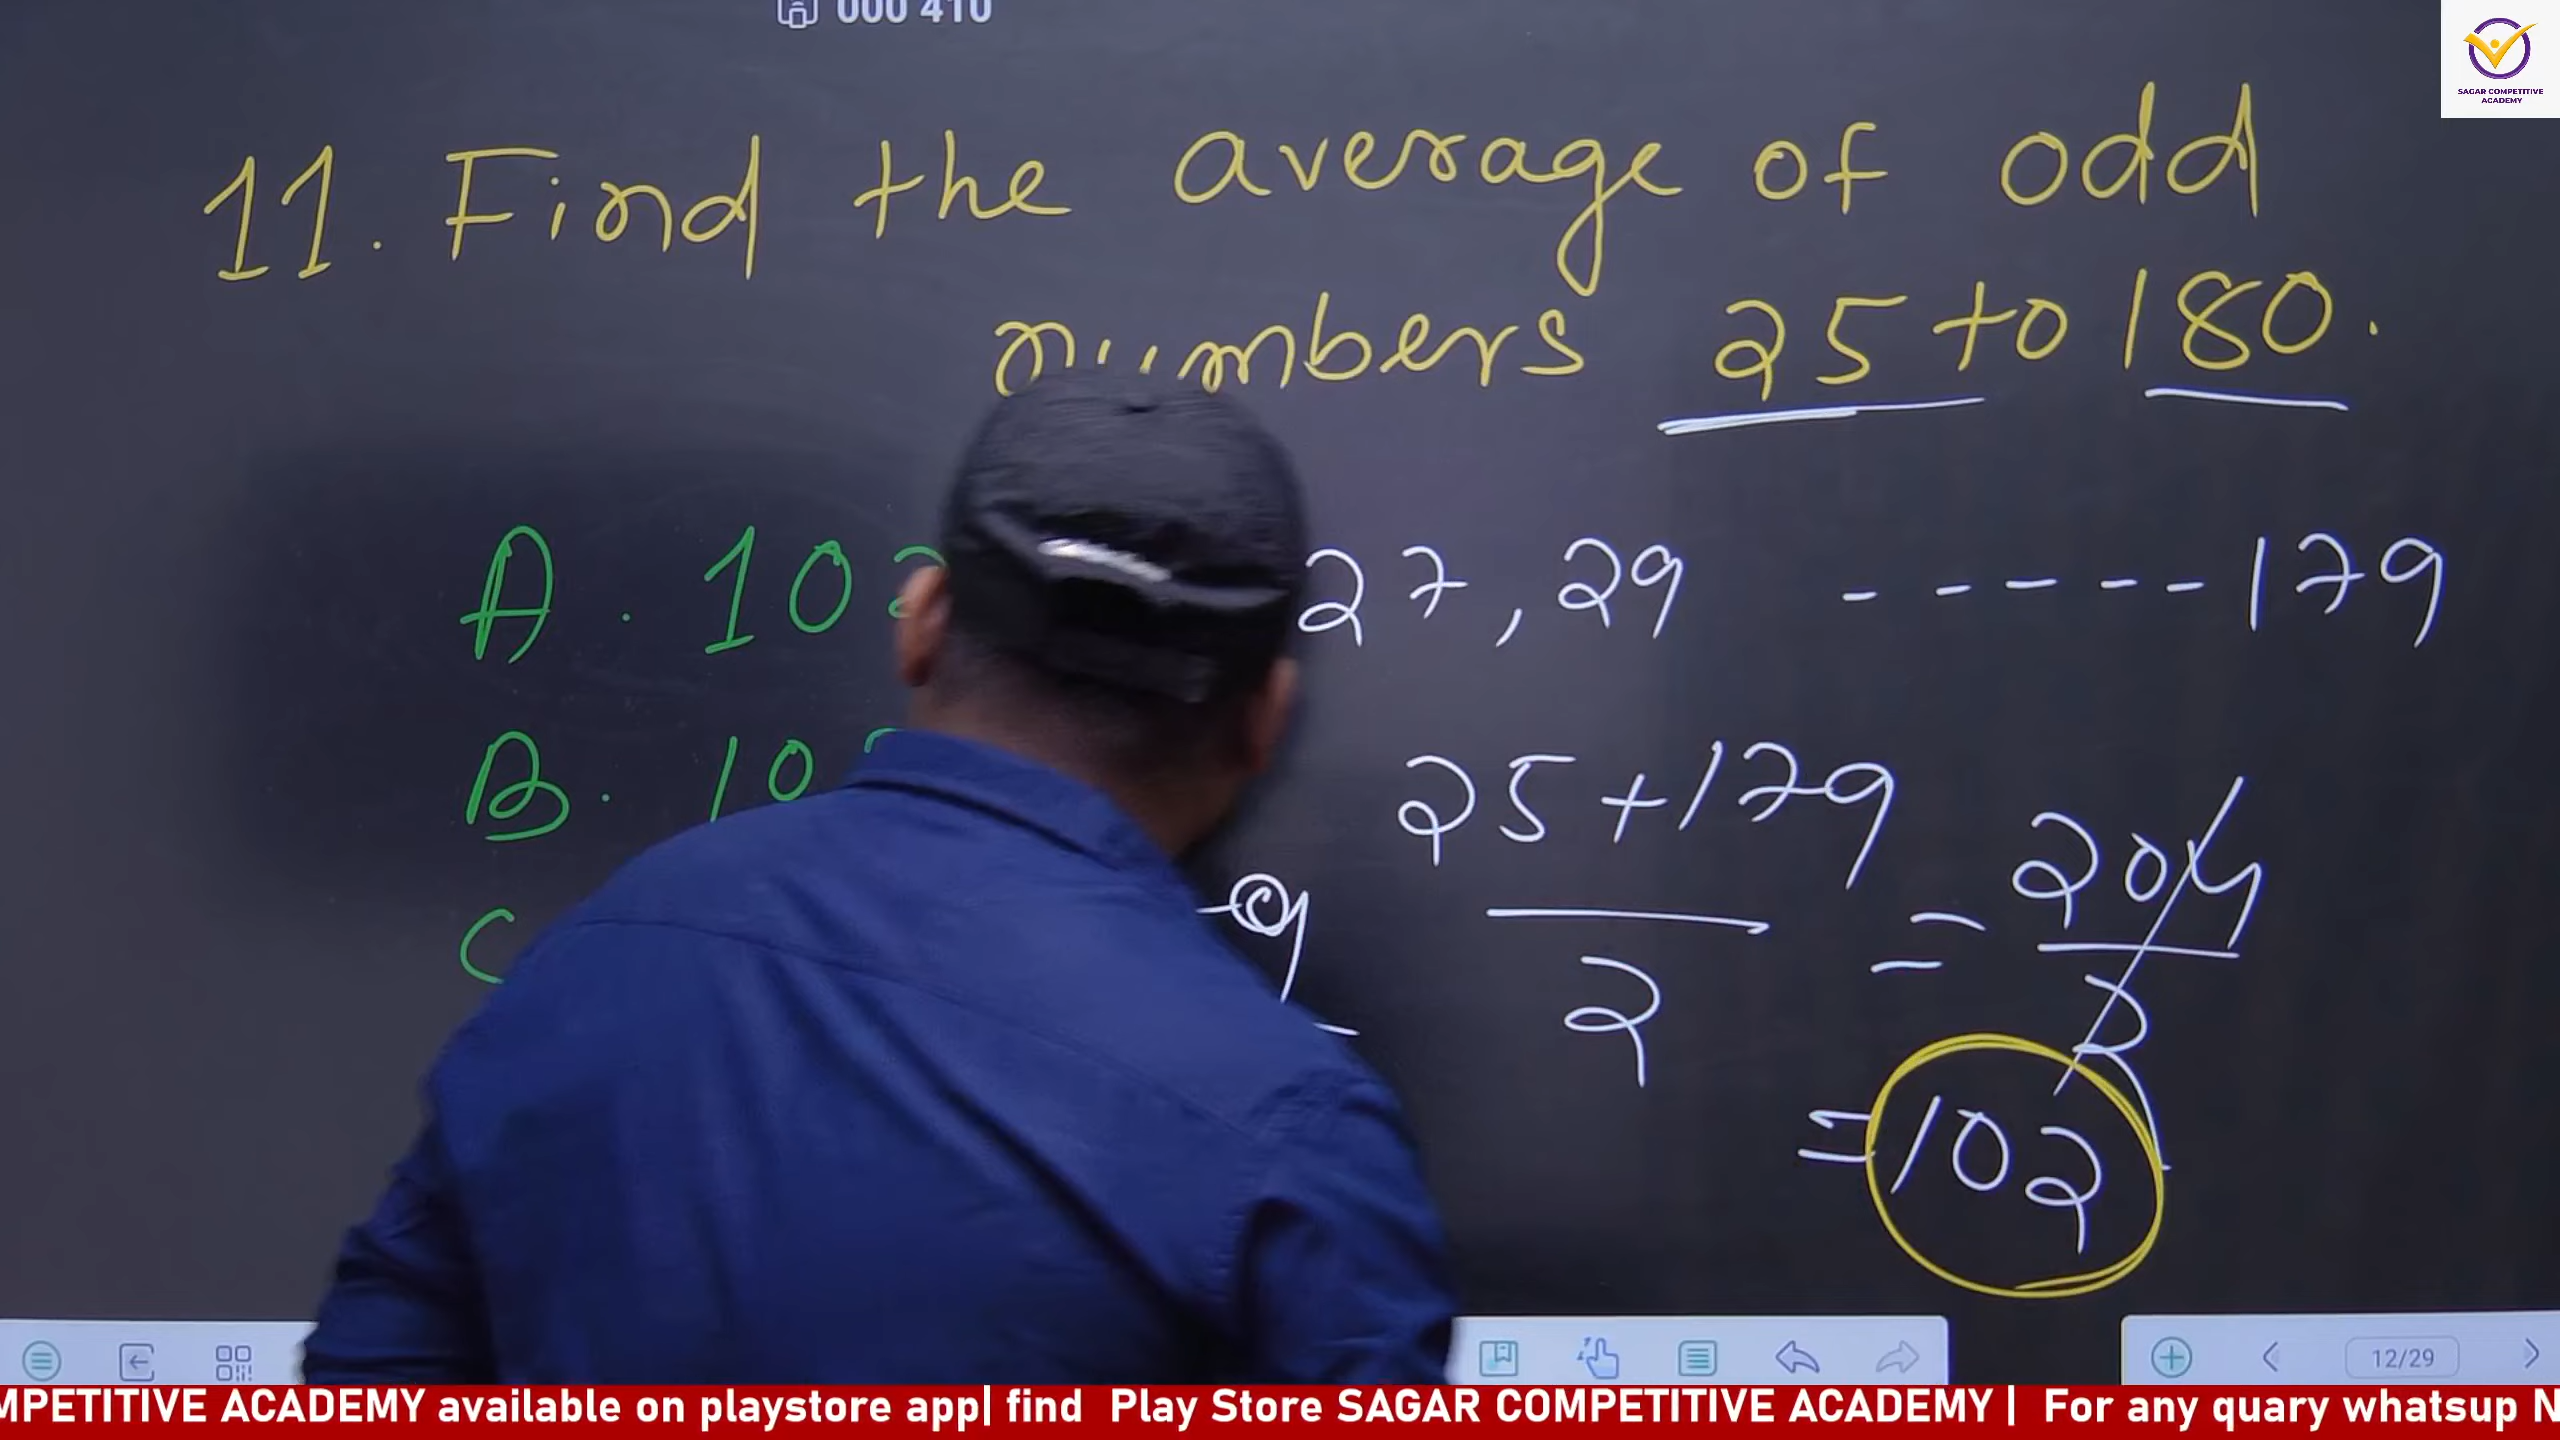 000 410
SAGAR COMPETITIVE
ACADEMY
11. Find the average of odd
numbers 25 to 180.
A. 102
27, 29 ------179
B. 10
25+179
2
= 204
2
C
=102
12/29
MPETITIVE ACADEMY available on playstore app| find Play Store SAGAR COMPETITIVE ACADEMY | For any quary whatsup N